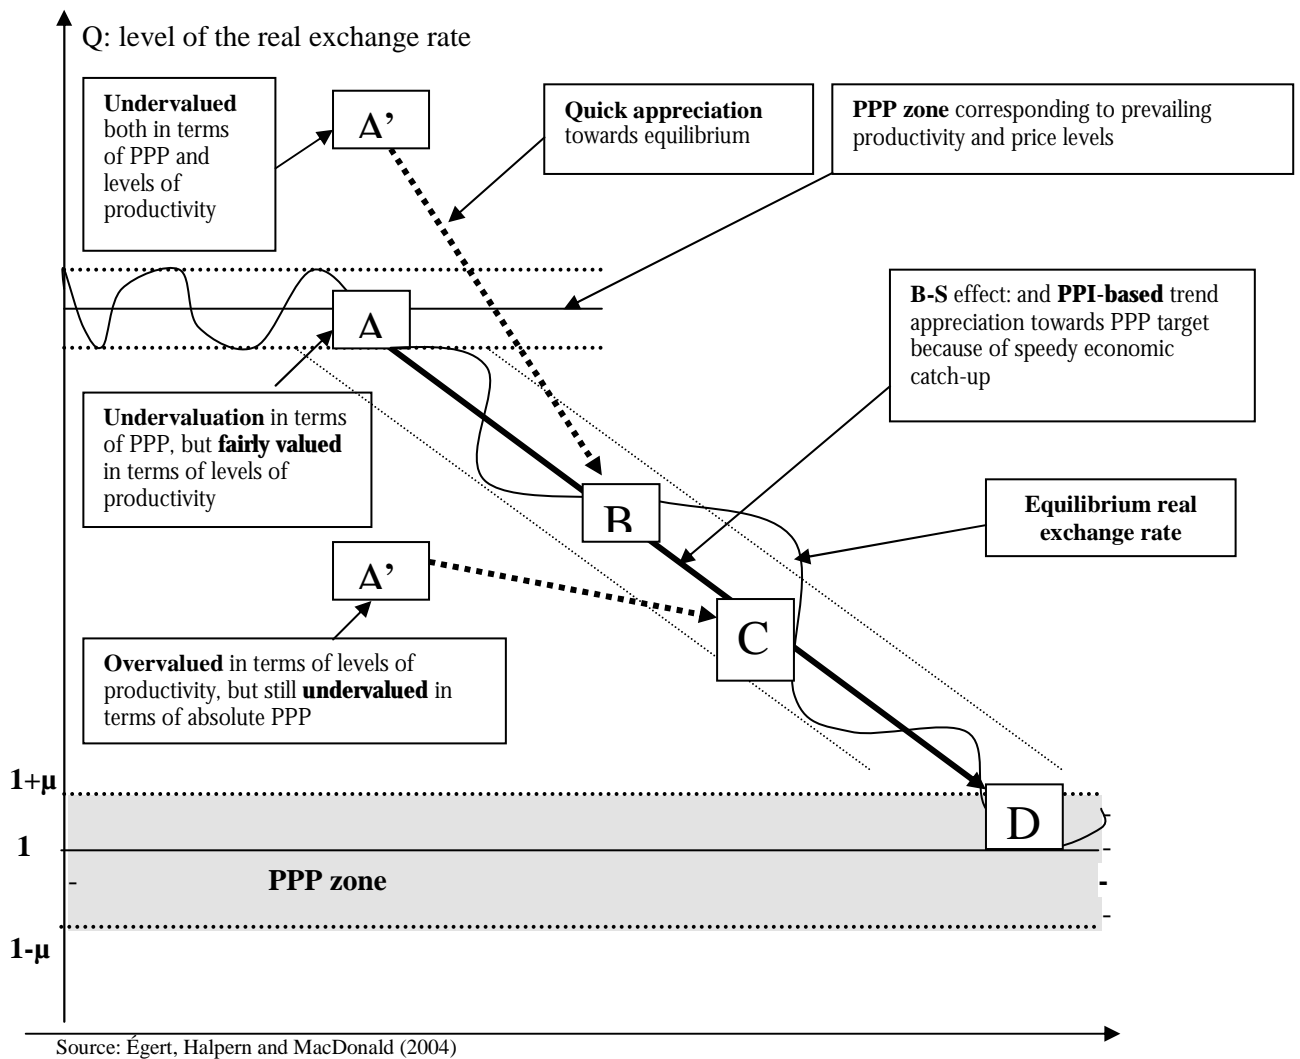 Q: level of the real exchange rate
Undervalued
both in terms
of PPP and
levels of
productivity
A’
Quick appreciation
towards equilibrium
PPP zone corresponding to prevailing
productivity and price levels
B-S effect: and PPI-based trend
appreciation towards PPP target
because of speedy economic
catch-up
A
Undervaluation in terms
of PPP, but fairly valued
in terms of levels of
productivity
B
Equilibrium real
exchange rate
A’
C
Overvalued in terms of levels of
productivity, but still undervalued in
terms of absolute PPP
1+μ
D
1
PPP zone
1-μ
Source: Égert, Halpern and MacDonald (2004)